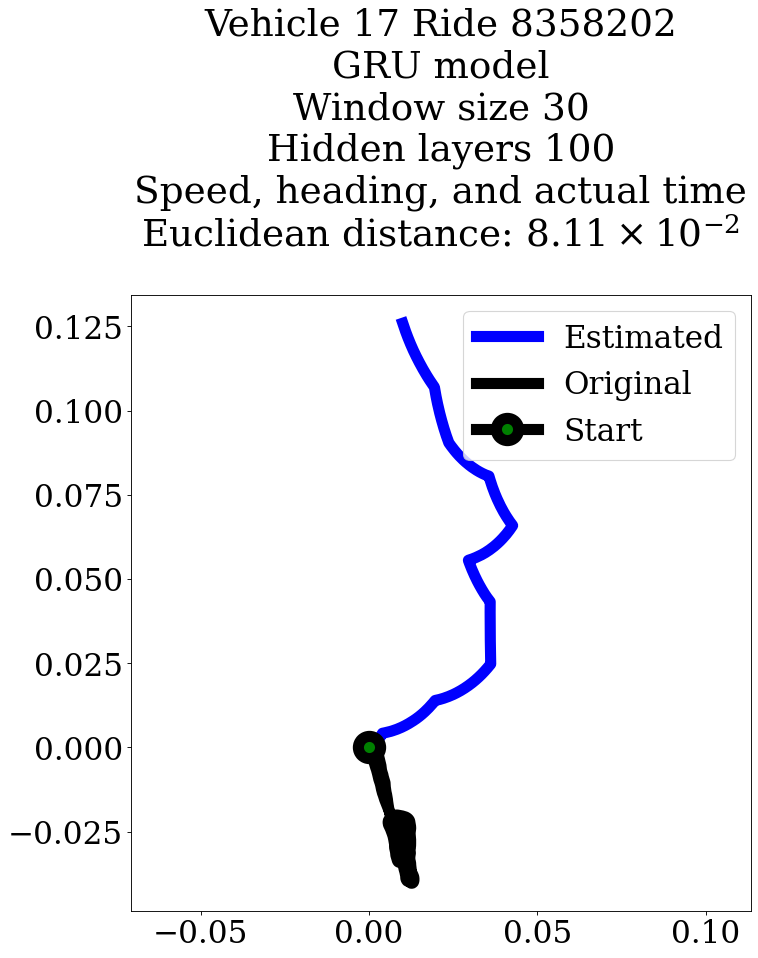 Vehicle 17 Ride 8358202
GRU model
Window size 30
Hidden layers 100
Speed, heading, and actual time
Euclidean distance: 8.11 × 10⁻²
Estimated
Original
Start
0.125
0.100
0.075
0.050
0.025
0.000
−0.025
−0.05 0.00 0.05 0.10